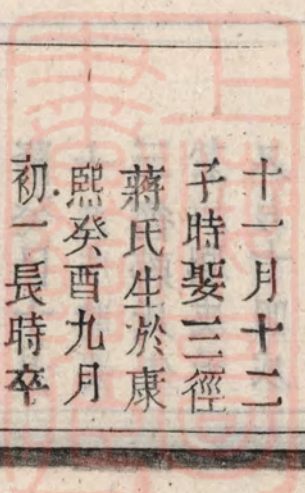 十一月十二
子時娶三徑
蔣氏生於康
熙癸酉九月
初一長時卒